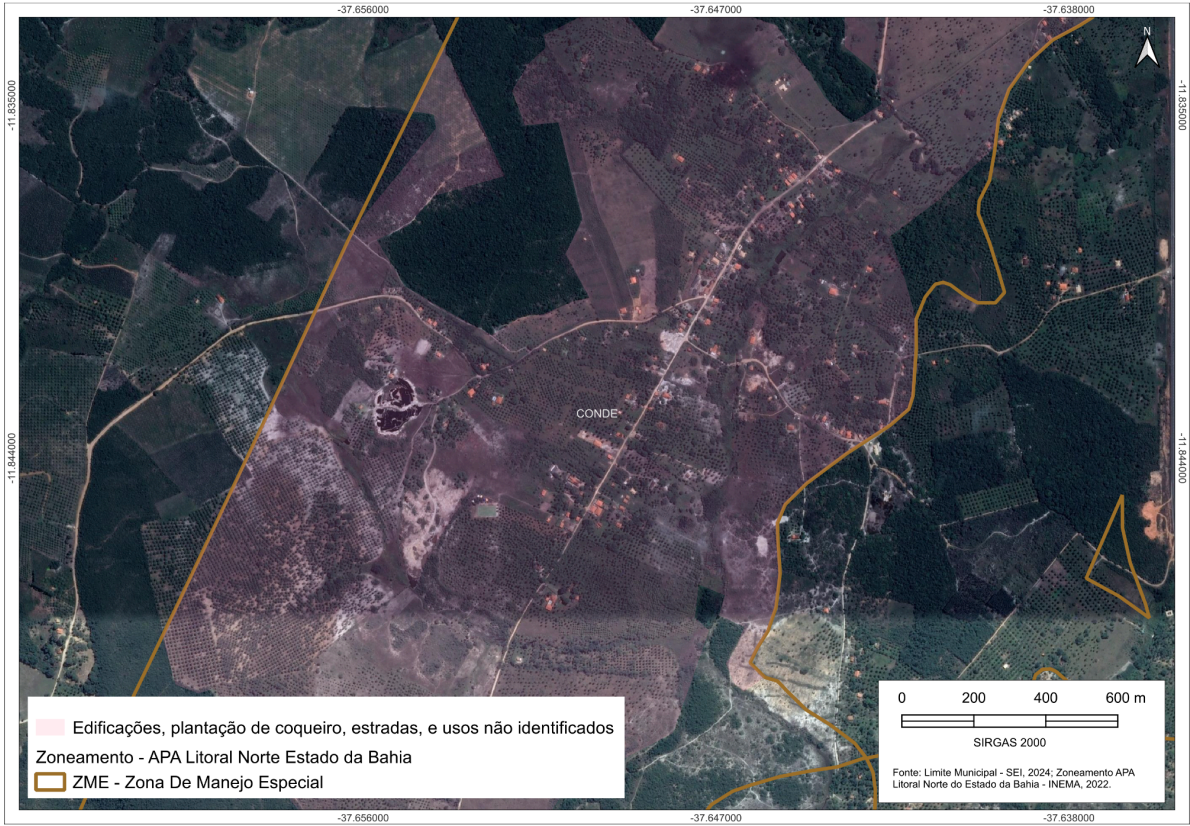 -37.656000
-37.647000
-37.638000
N
-11.835000
-11.835000
CONDE
-11.844000
-11.844000
Edificações, plantação de coqueiro, estradas, e usos não identificados
Zoneamento - APA Litoral Norte Estado da Bahia
ZME - Zona De Manejo Especial
0 200 400 600 m
SIRGAS 2000
Fonte: Limite Municipal - SEI, 2024; Zoneamento APA
Litoral Norte do Estado da Bahia - INEMA, 2022.
-37.656000
-37.647000
-37.638000